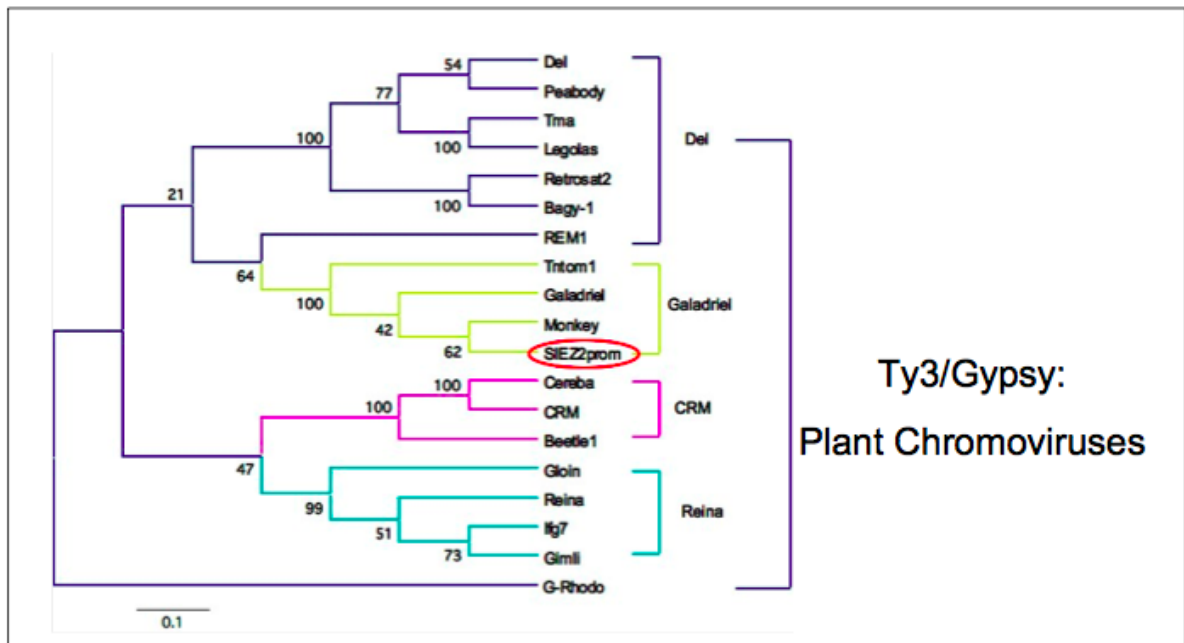 54
Del
77
Peabody
100
Tma
Legolas
100
Del
Retrosat2
21
100
Bagy-1
REM1
64
Tntom1
100
Galadriel
Galadriel
42
Monkey
62
SIEZ2prom
100
Cereba
100
CRM
CRM
Beetle1
47
Gloin
99
Reina
Reina
51
Ifg7
73
Gimli
G-Rhodo
0.1
Ty3/Gypsy:
Plant Chromoviruses